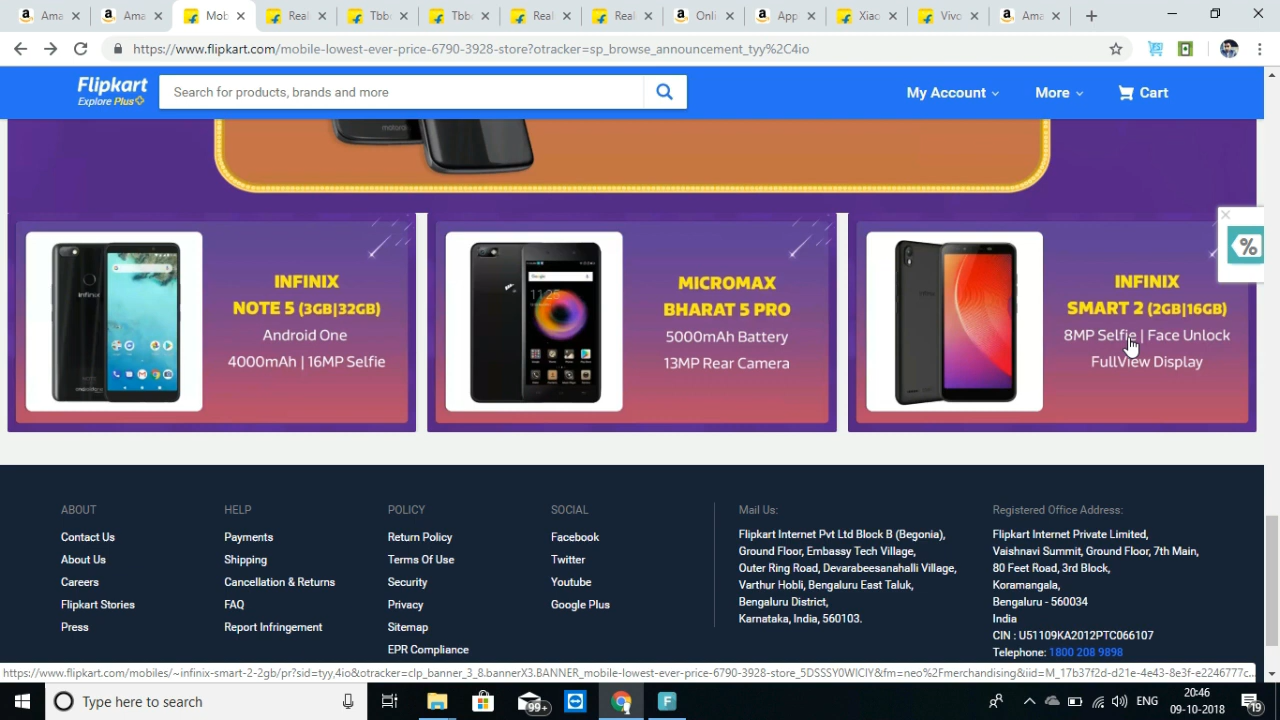 Ama
Ama
Mob
Real
Tbb
Tbb
Real
Real
Onli
App
Xiao
Vivo
Ama
https://www.flipkart.com/mobile-lowest-ever-price-6790-3928-store?otracker=sp_browse_announcement_tyy%2C4io
Flipkart
Explore Plus
Search for products, brands and more
My Account
More
Cart
INFINIX
NOTE 5 (3GB|32GB)
Android One
4000mAh | 16MP Selfie
MICROMAX
BHARAT 5 PRO
5000mAh Battery
13MP Rear Camera
INFINIX
SMART 2 (2GB|16GB)
8MP Selfie | Face Unlock
FullView Display
%
ABOUT
Contact Us
About Us
Careers
Flipkart Stories
Press
HELP
Payments
Shipping
Cancellation & Returns
FAQ
Report Infringement
POLICY
Return Policy
Terms Of Use
Security
Privacy
Sitemap
EPR Compliance
SOCIAL
Facebook
Twitter
Youtube
Google Plus
Mail Us:
Flipkart Internet Pvt Ltd Block B (Begonia),
Ground Floor, Embassy Tech Village,
Outer Ring Road, Devarabeesanahalli Village,
Varthur Hobli, Bengaluru East Taluk,
Bengaluru District,
Karnataka, India, 560103.
Registered Office Address:
Flipkart Internet Private Limited,
Vaishnavi Summit, Ground Floor, 7th Main,
80 Feet Road, 3rd Block,
Koramangala,
Bengaluru - 560034
India
CIN : U51109KA2012PTC066107
Telephone: 1800 208 9898
https://www.flipkart.com/mobiles/~infinix-smart-2-2gb/pr?sid=tyy,4io&otracker=clp_banner_3_8.bannerX3.BANNER_mobile-lowest-ever-price-6790-3928-store_5DSSSY0WICIY&fm=neo%2Fmerchandising&iid=M_17b37f2d-d21e-4e43-8e3f-e2246777c...
Type here to search
99+
ENG
20:46
09-10-2018
19